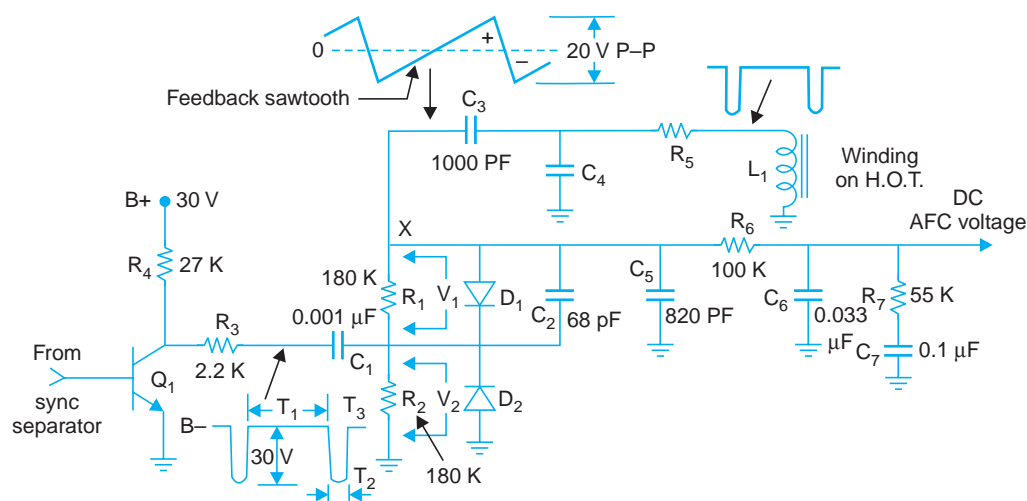 0
+
–
20 V P–P
Feedback sawtooth
C3
1000 PF
C4
R5
L1
Winding
on H.O.T.
DC
AFC voltage
B+
30 V
R4
27 K
X
180 K
R1
V1
D1
C2
68 pF
C5
820 PF
R6
100 K
C6
0.033
µF
R7
55 K
C7
0.1 µF
R3
2.2 K
0.001 µF
C1
From
sync
separator
Q1
R2
V2
D2
180 K
B–
T1
T3
30 V
T2